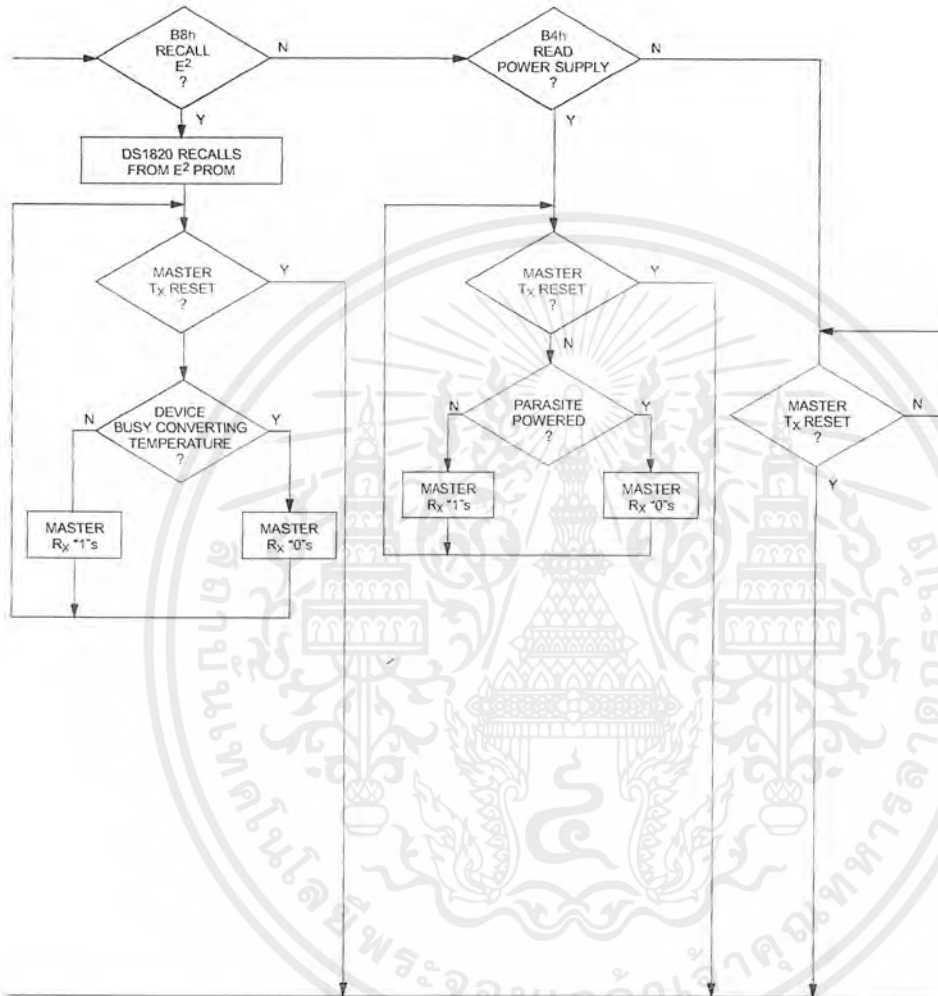 B8h
RECALL
E²
?
N
Y
B4h
READ
POWER SUPPLY
?
N
Y
DS1820 RECALLS
FROM E² PROM
MASTER
TX RESET
?
Y
MASTER
TX RESET
?
Y
N
DEVICE
BUSY CONVERTING
TEMPERATURE
?
N
Y
PARASITE
POWERED
?
N
Y
MASTER
TX RESET
?
N
Y
MASTER
RX "1"s
MASTER
RX "0"s
MASTER
RX "1"s
MASTER
RX "0"s